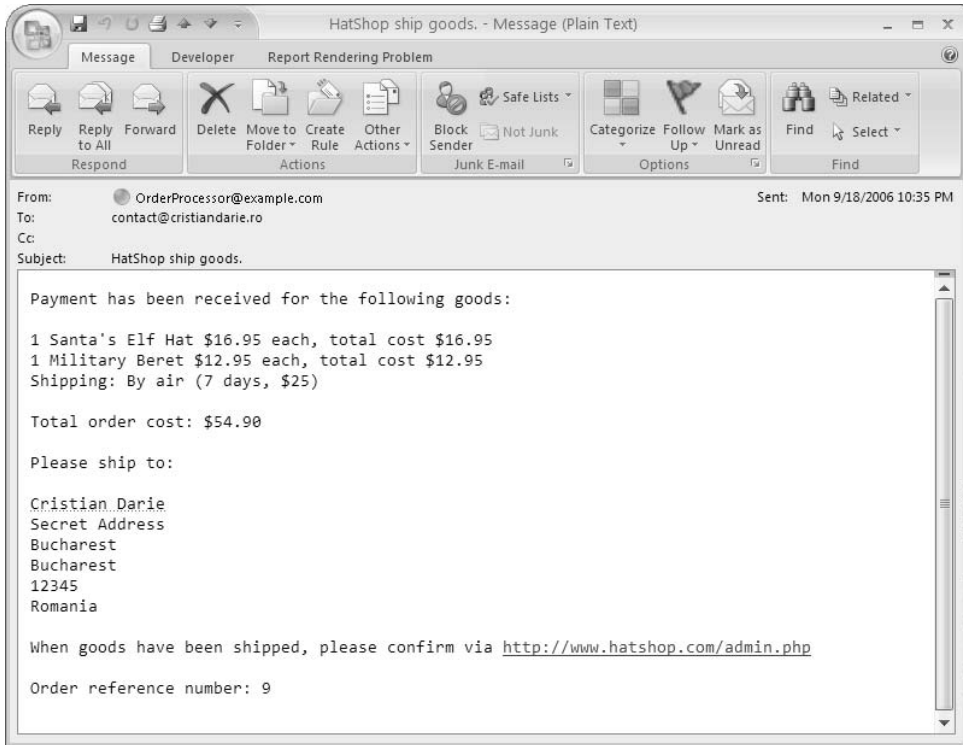 HatShop ship goods. - Message (Plain Text)
Message Developer Report Rendering Problem
Reply Reply to All Forward
Respond
Delete Move to Folder Create Rule Other Actions
Actions
Block Sender Safe Lists Not Junk
Junk E-mail
Categorize Follow Up Mark as Unread
Options
Find Related Select
Find
From: OrderProcessor@example.com Sent: Mon 9/18/2006 10:35 PM
To: contact@cristiandarie.ro
Cc:
Subject: HatShop ship goods.
Payment has been received for the following goods:
1 Santa's Elf Hat $16.95 each, total cost $16.95
1 Military Beret $12.95 each, total cost $12.95
Shipping: By air (7 days, $25)
Total order cost: $54.90
Please ship to:
Cristian Darie
Secret Address
Bucharest
Bucharest
12345
Romania
When goods have been shipped, please confirm via http://www.hatshop.com/admin.php
Order reference number: 9